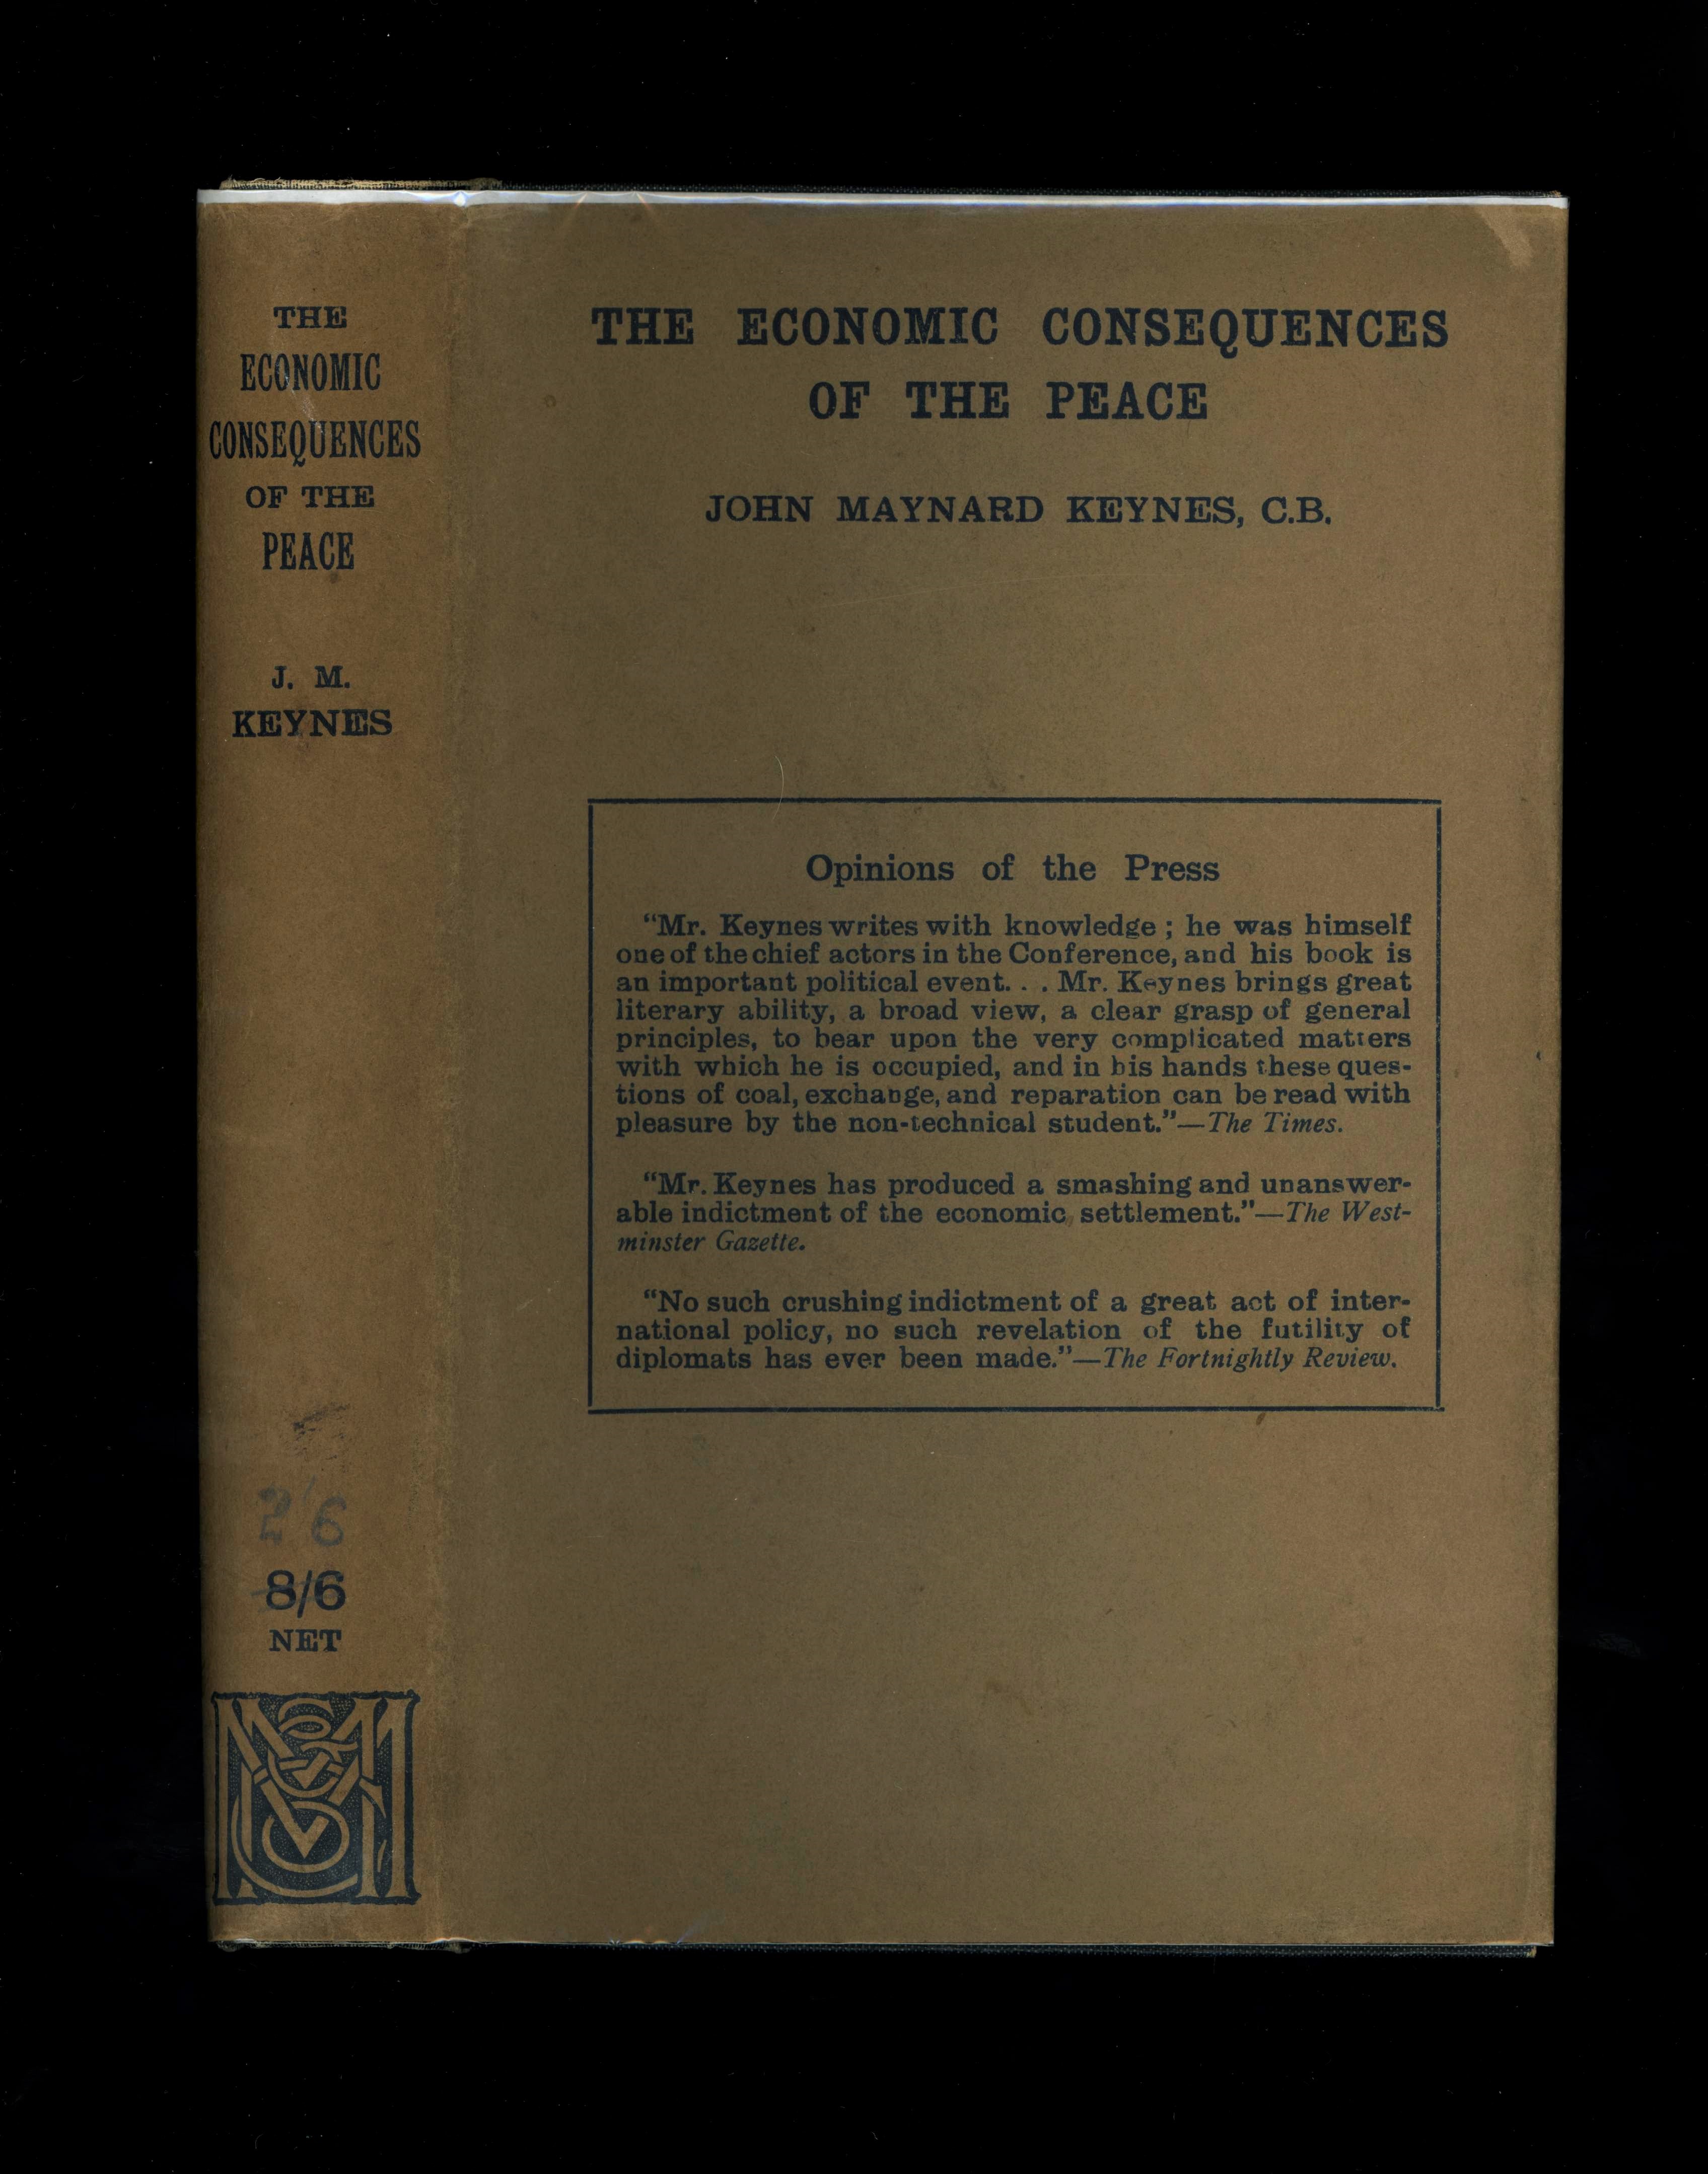 THE
ECONOMIC
CONSEQUENCES
OF THE
PEACE
J. M.
KEYNES
2/6
8/6
NET
THE ECONOMIC CONSEQUENCES
OF THE PEACE
JOHN MAYNARD KEYNES, C.B.
Opinions of the Press
“Mr. Keynes writes with knowledge ; he was himself
one of the chief actors in the Conference, and his book is
an important political event. . . Mr. Keynes brings great
literary ability, a broad view, a clear grasp of general
principles, to bear upon the very complicated matters
with which he is occupied, and in his hands these ques-
tions of coal, exchange, and reparation can be read with
pleasure by the non-technical student.”—The Times.
“Mr. Keynes has produced a smashing and unanswer-
able indictment of the economic settlement.”—The West-
minster Gazette.
“No such crushing indictment of a great act of inter-
national policy, no such revelation of the futility of
diplomats has ever been made.”—The Fortnightly Review.